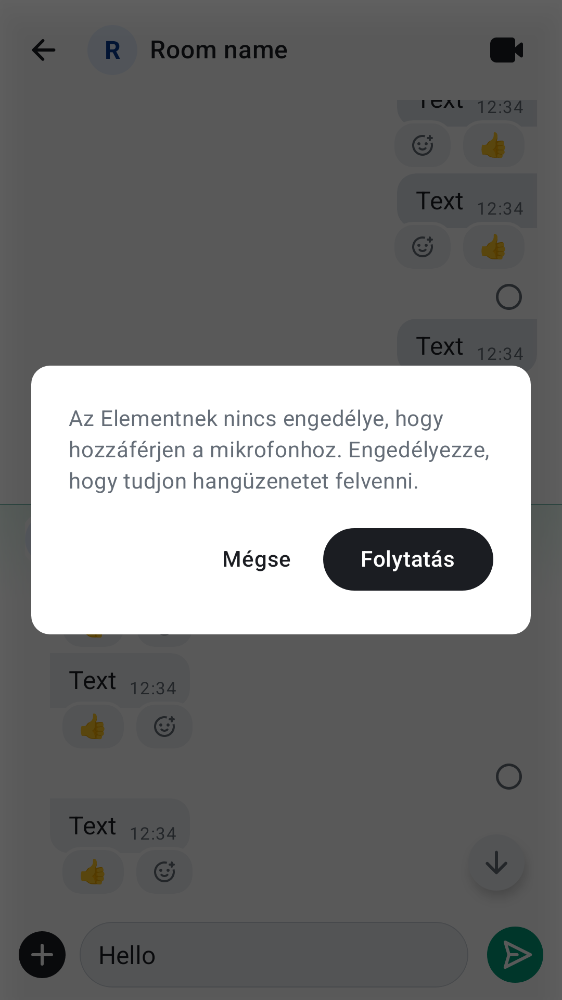 R Room name
Text 12:34
Text 12:34
Text 12:34
Az Elementnek nincs engedélye, hogy
hozzáférjen a mikrofonhoz. Engedélyezze,
hogy tudjon hangüzenetet felvenni.
Mégse Folytatás
Text 12:34
Text 12:34
Hello